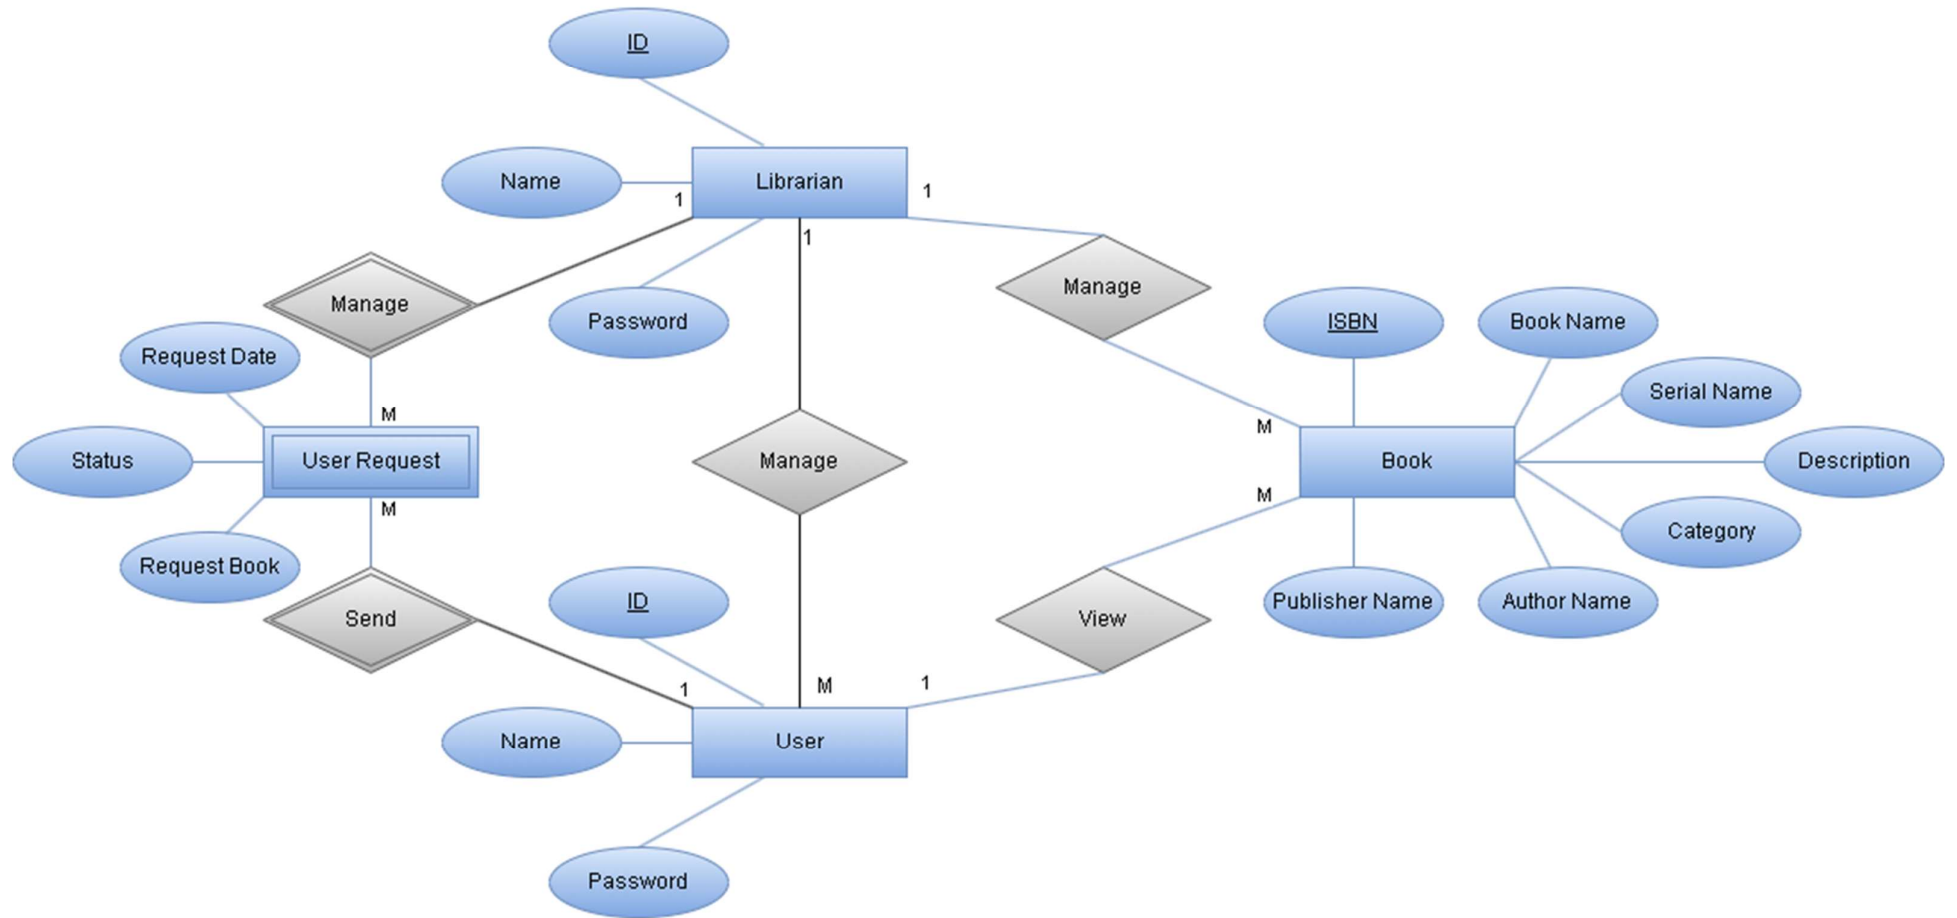 ID
Name
Librarian
1
1
1
Manage
Manage
Password
ISBN
Book Name
Request Date
Serial Name
M
M
Status
User Request
Manage
Book
Description
M
M
Category
Request Book
ID
Publisher Name
Author Name
Send
View
1
M
1
Name
User
Password